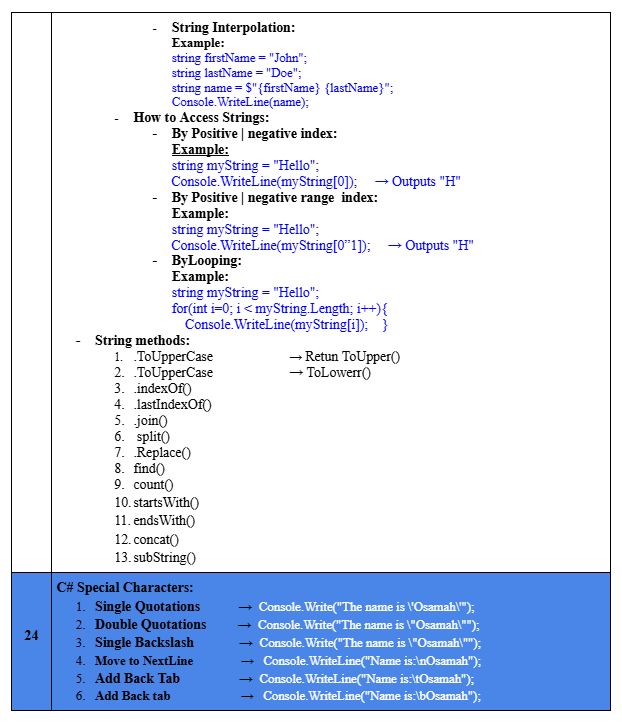 - String Interpolation:
Example:
string firstName = "John";
string lastName = "Doe";
string name = $"{firstName} {lastName}";
Console.WriteLine(name);
- How to Access Strings:
- By Positive | negative index:
Example:
string myString = "Hello";
Console.WriteLine(myString[0]); → Outputs "H"
- By Positive | negative range index:
Example:
string myString = "Hello";
Console.WriteLine(myString[0”1]); → Outputs "H"
- ByLooping:
Example:
string myString = "Hello";
for(int i=0; i < myString.Length; i++){
Console.WriteLine(myString[i]); }
- String methods:
1. .ToUpperCase → Retun ToUpper()
2. .ToUpperCase → ToLowerr()
3. .indexOf()
4. .lastIndexOf()
5. .join()
6. split()
7. .Replace()
8. find()
9. count()
10. startsWith()
11. endsWith()
12. concat()
13. subString()
24
C# Special Characters:
1. Single Quotations → Console.Write("The name is \'Osamah\'");
2. Double Quotations → Console.Write("The name is \"Osamah\"");
3. Single Backslash → Console.Write("The name is \"Osamah\"");
4. Move to NextLine → Console.WriteLine("Name is:\nOsamah");
5. Add Back Tab → Console.WriteLine("Name is:\tOsamah");
6. Add Back tab → Console.WriteLine("Name is:\bOsamah");